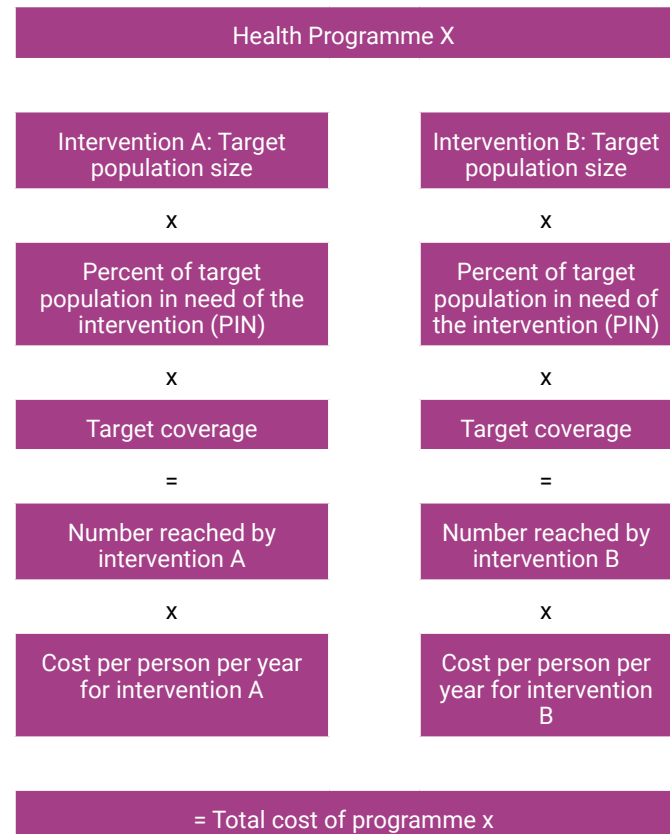 Health Programme X
Intervention A: Target
population size
x
Percent of target
population in need of the
intervention (PIN)
x
Target coverage
=
Number reached by
intervention A
x
Cost per person per year
for intervention A
Intervention B: Target
population size
x
Percent of target
population in need of
the intervention (PIN)
x
Target coverage
=
Number reached by
intervention B
x
Cost per person per
year for intervention
B
= Total cost of programme x